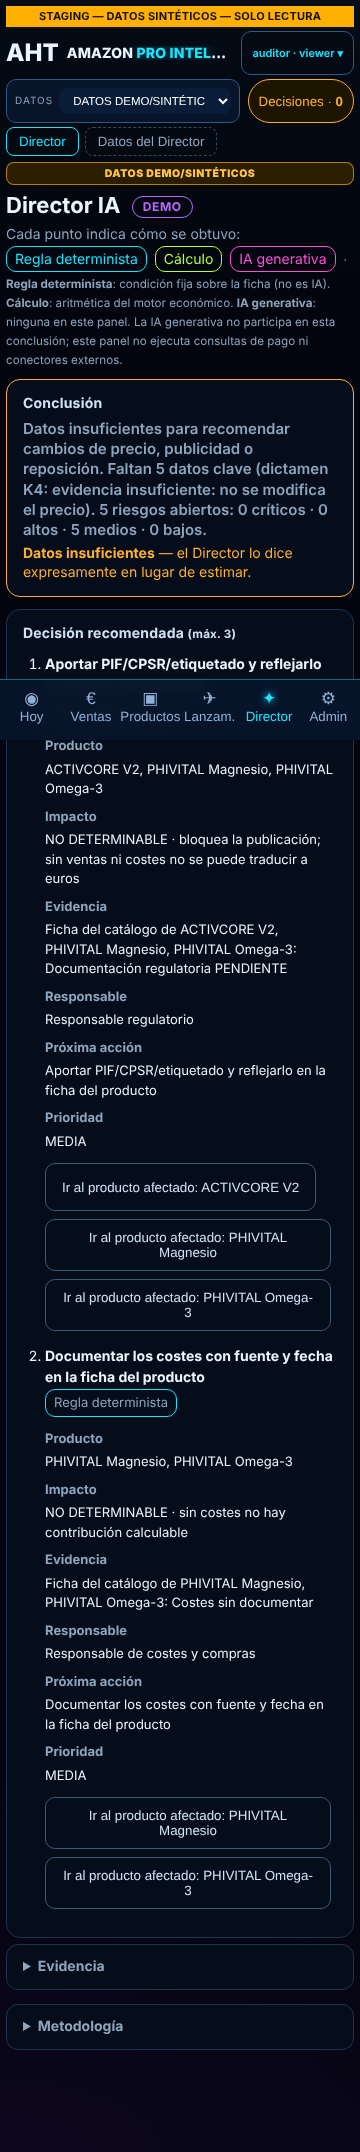 STAGING — DATOS SINTÉTICOS — SOLO LECTURA
AHT AMAZON PRO INTEL... auditor · viewer ▾
DATOS DATOS DEMO/SINTÉTIC Decisiones · 0
Director Datos del Director
DATOS DEMO/SINTÉTICOS
Director IA DEMO
Cada punto indica cómo se obtuvo:
Regla determinista Cálculo IA generativa ·
Regla determinista: condición fija sobre la ficha (no es IA).
Cálculo: aritmética del motor económico. IA generativa:
ninguna en este panel. La IA generativa no participa en esta
conclusión; este panel no ejecuta consultas de pago ni
conectores externos.
Conclusión
Datos insuficientes para recomendar
cambios de precio, publicidad o
reposición. Faltan 5 datos clave (dictamen
K4: evidencia insuficiente: no se modifica
el precio). 5 riesgos abiertos: 0 críticos · 0
altos · 5 medios · 0 bajos.
Datos insuficientes — el Director lo dice
expresamente en lugar de estimar.
Decisión recomendada (máx. 3)
1. Aportar PIF/CPSR/etiquetado y reflejarlo
Hoy Ventas Productos Lanzam. Director Admin
Producto
ACTIVCORE V2, PHIVITAL Magnesio, PHIVITAL
Omega-3
Impacto
NO DETERMINABLE · bloquea la publicación;
sin ventas ni costes no se puede traducir a
euros
Evidencia
Ficha del catálogo de ACTIVCORE V2,
PHIVITAL Magnesio, PHIVITAL Omega-3:
Documentación regulatoria PENDIENTE
Responsable
Responsable regulatorio
Próxima acción
Aportar PIF/CPSR/etiquetado y reflejarlo en la
ficha del producto
Prioridad
MEDIA
Ir al producto afectado: ACTIVCORE V2
Ir al producto afectado: PHIVITAL
Magnesio
Ir al producto afectado: PHIVITAL Omega-
3
2. Documentar los costes con fuente y fecha
en la ficha del producto
Regla determinista
Producto
PHIVITAL Magnesio, PHIVITAL Omega-3
Impacto
NO DETERMINABLE · sin costes no hay
contribución calculable
Evidencia
Ficha del catálogo de PHIVITAL Magnesio,
PHIVITAL Omega-3: Costes sin documentar
Responsable
Responsable de costes y compras
Próxima acción
Documentar los costes con fuente y fecha en
la ficha del producto
Prioridad
MEDIA
Ir al producto afectado: PHIVITAL
Magnesio
Ir al producto afectado: PHIVITAL Omega-
3
▶ Evidencia
▶ Metodología